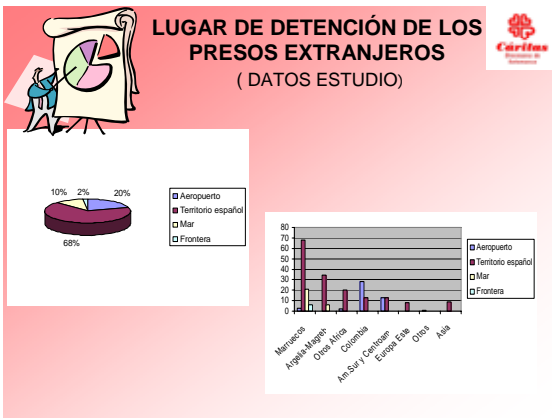 LUGAR DE DETENCIÓN DE LOS
PRESOS EXTRANJEROS
( DATOS ESTUDIO)
Cáritas
10%
2%
20%
68%
Aeropuerto
Territorio español
Mar
Frontera
80
70
60
50
40
30
20
10
0
Marruecos
Argelia-Magreb
Otros Africa
Colombia
Am.Sur y Centroam
Europa Este
Otros
Asia
Aeropuerto
Territorio español
Mar
Frontera